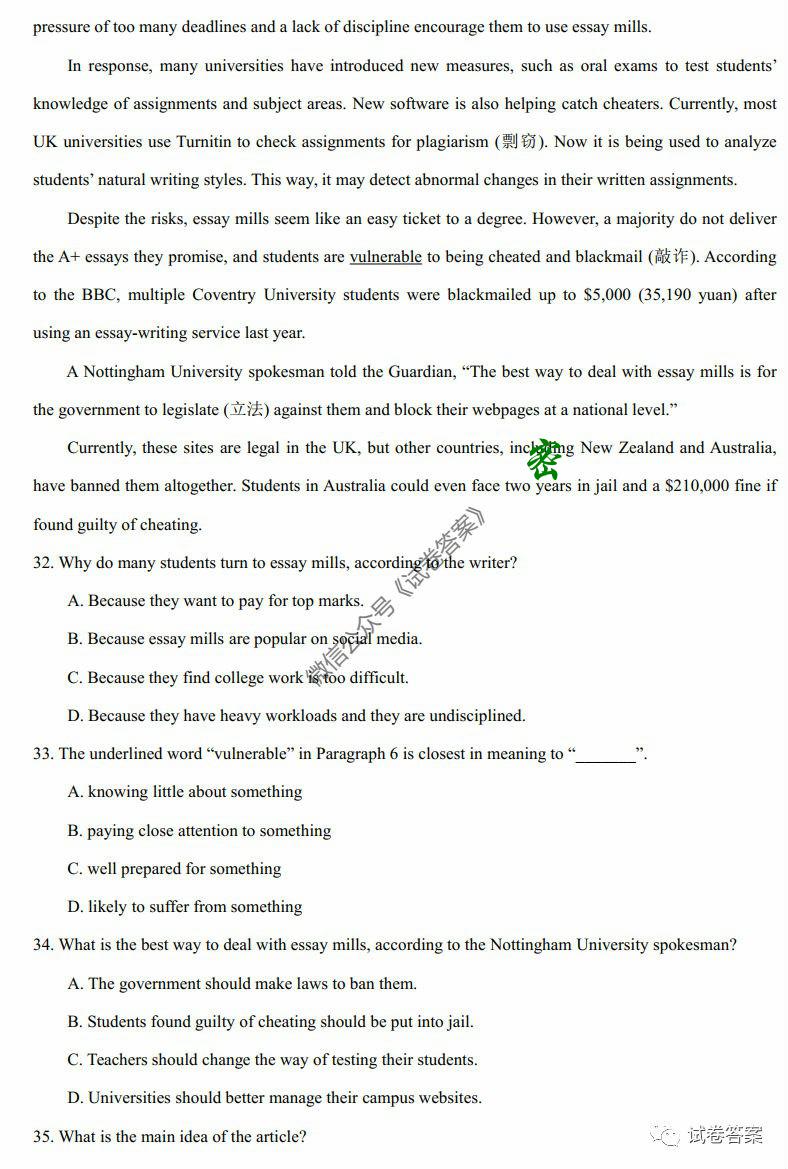 pressure of too many deadlines and a lack of discipline encourage them to use essay mills.
In response, many universities have introduced new measures, such as oral exams to test students’
knowledge of assignments and subject areas. New software is also helping catch cheaters. Currently, most
UK universities use Turnitin to check assignments for plagiarism (剽窃). Now it is being used to analyze
students’ natural writing styles. This way, it may detect abnormal changes in their written assignments.
Despite the risks, essay mills seem like an easy ticket to a degree. However, a majority do not deliver
the A+ essays they promise, and students are vulnerable to being cheated and blackmail (敲诈). According
to the BBC, multiple Coventry University students were blackmailed up to $5,000 (35,190 yuan) after
using an essay-writing service last year.
A Nottingham University spokesman told the Guardian, “The best way to deal with essay mills is for
the government to legislate (立法) against them and block their webpages at a national level.”
Currently, these sites are legal in the UK, but other countries, including New Zealand and Australia,
密
have banned them altogether. Students in Australia could even face two years in jail and a $210,000 fine if
found guilty of cheating.
微信公众号《试卷答案》
32. Why do many students turn to essay mills, according to the writer?
A. Because they want to pay for top marks.
B. Because essay mills are popular on social media.
C. Because they find college work is too difficult.
D. Because they have heavy workloads and they are undisciplined.
33. The underlined word “vulnerable” in Paragraph 6 is closest in meaning to “_______”.
A. knowing little about something
B. paying close attention to something
C. well prepared for something
D. likely to suffer from something
34. What is the best way to deal with essay mills, according to the Nottingham University spokesman?
A. The government should make laws to ban them.
B. Students found guilty of cheating should be put into jail.
C. Teachers should change the way of testing their students.
D. Universities should better manage their campus websites.
35. What is the main idea of the article?
试卷答案